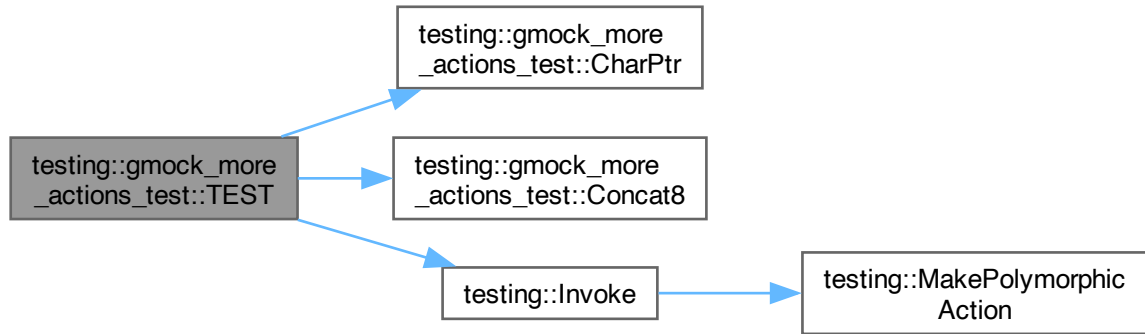 testing::gmock_more
_actions_test::CharPtr
testing::gmock_more
_actions_test::TEST
testing::gmock_more
_actions_test::Concat8
testing::Invoke
testing::MakePolymorphic
Action